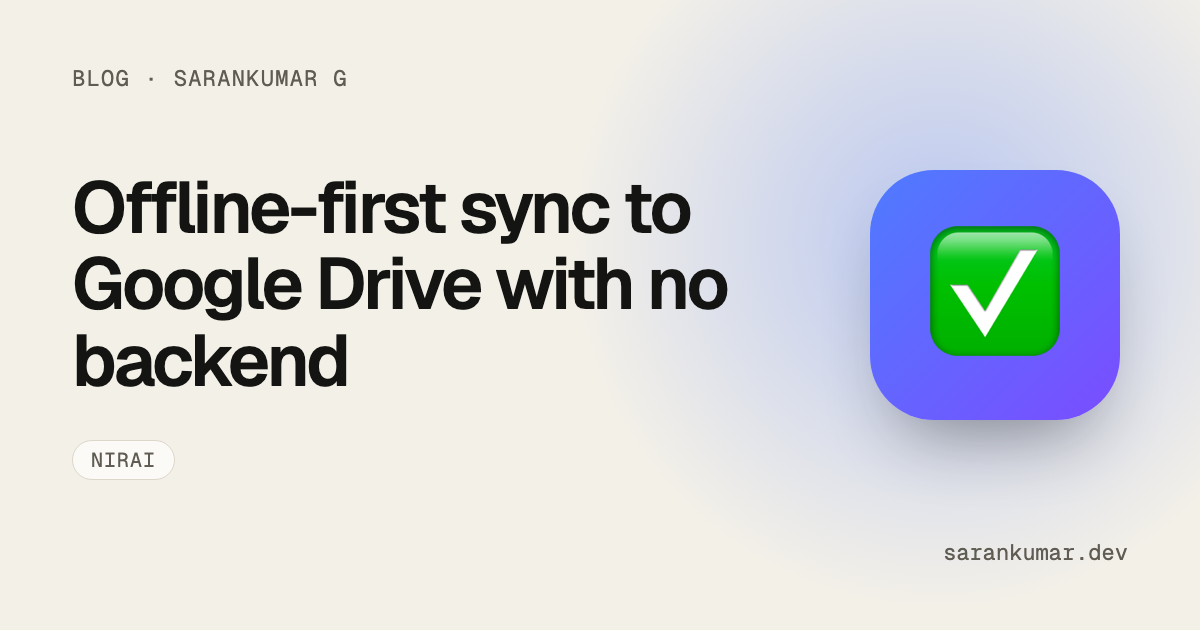 BLOG · SARANKUMAR G
Offline-first sync to
Google Drive with no
backend
NIRAI
sarankumar.dev